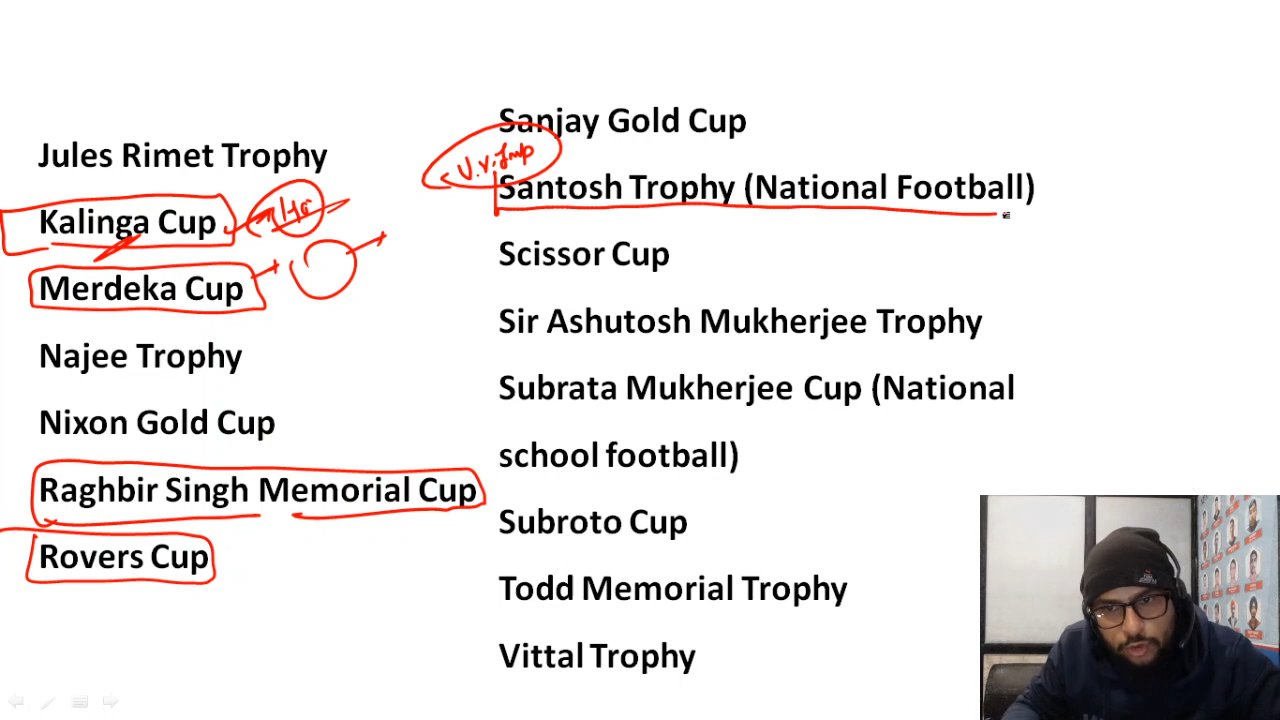 Jules Rimet Trophy
Kalinga Cup
Merdeka Cup
Najee Trophy
Nixon Gold Cup
Raghbir Singh Memorial Cup
Rovers Cup
Sanjay Gold Cup
V.V. Imp
Santosh Trophy (National Football)
Scissor Cup
Sir Ashutosh Mukherjee Trophy
Subrata Mukherjee Cup (National
school football)
Subroto Cup
Todd Memorial Trophy
Vittal Trophy